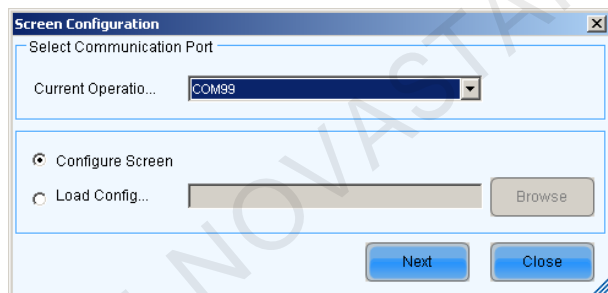 Screen Configuration
Select Communication Port
Current Operatio...
COM99
Configure Screen
Load Config...
Browse
Next
Close
NOVASTAR